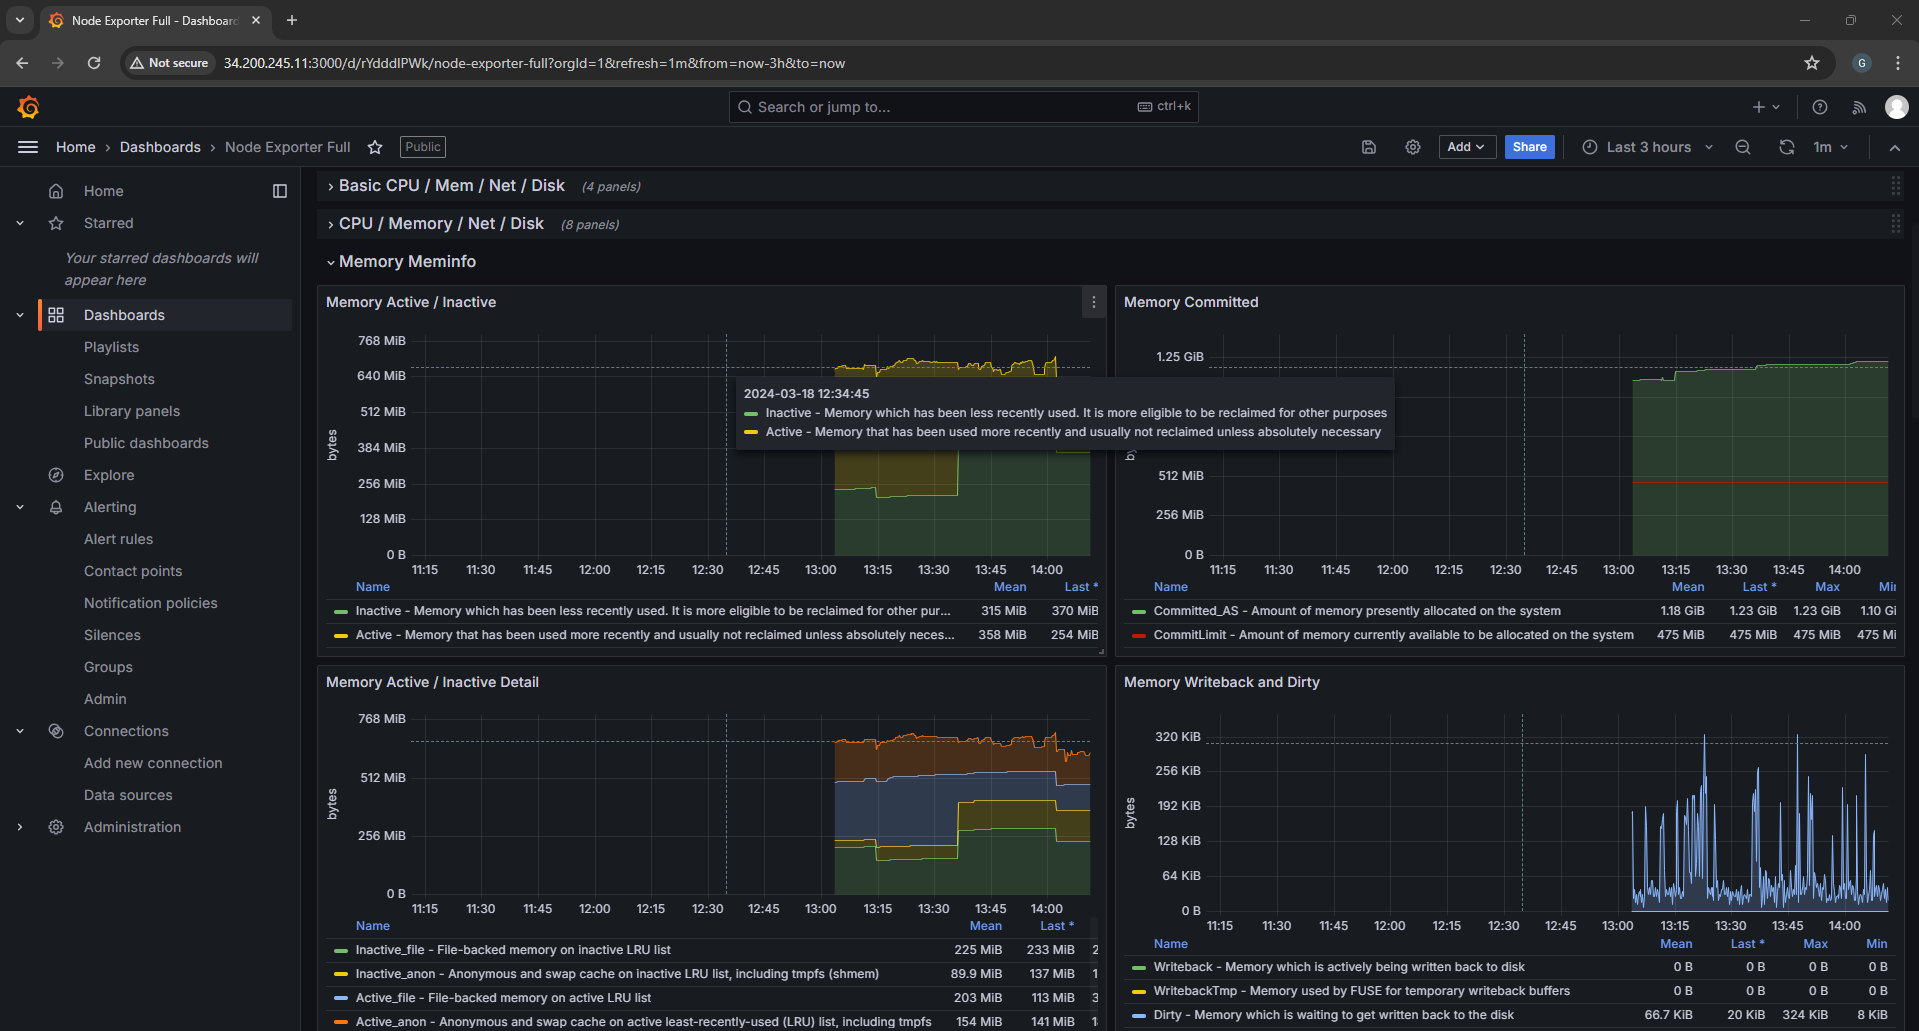 Node Exporter Full - Dashboard
Not secure
34.200.245.11:3000/d/rYdddlPWk/node-exporter-full?orgId=1&refresh=1m&from=now-3h&to=now
G
Search or jump to...
ctrl+k
Home › Dashboards › Node Exporter Full
Public
Add
Share
Last 3 hours
1m
Home
Starred
Your starred dashboards will
appear here
Dashboards
Playlists
Snapshots
Library panels
Public dashboards
Explore
Alerting
Alert rules
Contact points
Notification policies
Silences
Groups
Admin
Connections
Add new connection
Data sources
Administration
Basic CPU / Mem / Net / Disk (4 panels)
CPU / Memory / Net / Disk (8 panels)
Memory Meminfo
Memory Active / Inactive
bytes
768 MiB
640 MiB
512 MiB
384 MiB
256 MiB
128 MiB
0 B
11:15 11:30 11:45 12:00 12:15 12:30 12:45 13:00 13:15 13:30 13:45 14:00
2024-03-18 12:34:45
Inactive - Memory which has been less recently used. It is more eligible to be reclaimed for other purposes
Active - Memory that has been used more recently and usually not reclaimed unless absolutely necessary
Name Mean Last *
Inactive - Memory which has been less recently used. It is more eligible to be reclaimed for other pur... 315 MiB 370 MiB
Active - Memory that has been used more recently and usually not reclaimed unless absolutely neces... 358 MiB 254 MiB
Memory Committed
1.25 GiB
512 MiB
256 MiB
0 B
11:15 11:30 11:45 12:00 12:15 12:30 12:45 13:00 13:15 13:30 13:45 14:00
Name Mean Last * Max Min
Committed_AS - Amount of memory presently allocated on the system 1.18 GiB 1.23 GiB 1.23 GiB 1.10 Gi
CommitLimit - Amount of memory currently available to be allocated on the system 475 MiB 475 MiB 475 MiB 475 Mi
Memory Active / Inactive Detail
bytes
768 MiB
512 MiB
256 MiB
0 B
11:15 11:30 11:45 12:00 12:15 12:30 12:45 13:00 13:15 13:30 13:45 14:00
Name Mean Last *
Inactive_file - File-backed memory on inactive LRU list 225 MiB 233 MiB 2
Inactive_anon - Anonymous and swap cache on inactive LRU list, including tmpfs (shmem) 89.9 MiB 137 MiB 1
Active_file - File-backed memory on active LRU list 203 MiB 113 MiB 3
Active_anon - Anonymous and swap cache on active least-recently-used (LRU) list, including tmpfs 154 MiB 141 MiB 1
Memory Writeback and Dirty
bytes
320 KiB
256 KiB
192 KiB
128 KiB
64 KiB
0 B
11:15 11:30 11:45 12:00 12:15 12:30 12:45 13:00 13:15 13:30 13:45 14:00
Name Mean Last * Max Min
Writeback - Memory which is actively being written back to disk 0 B 0 B 0 B 0 B
WritebackTmp - Memory used by FUSE for temporary writeback buffers 0 B 0 B 0 B 0 B
Dirty - Memory which is waiting to get written back to the disk 66.7 KiB 20 KiB 324 KiB 8 KiB